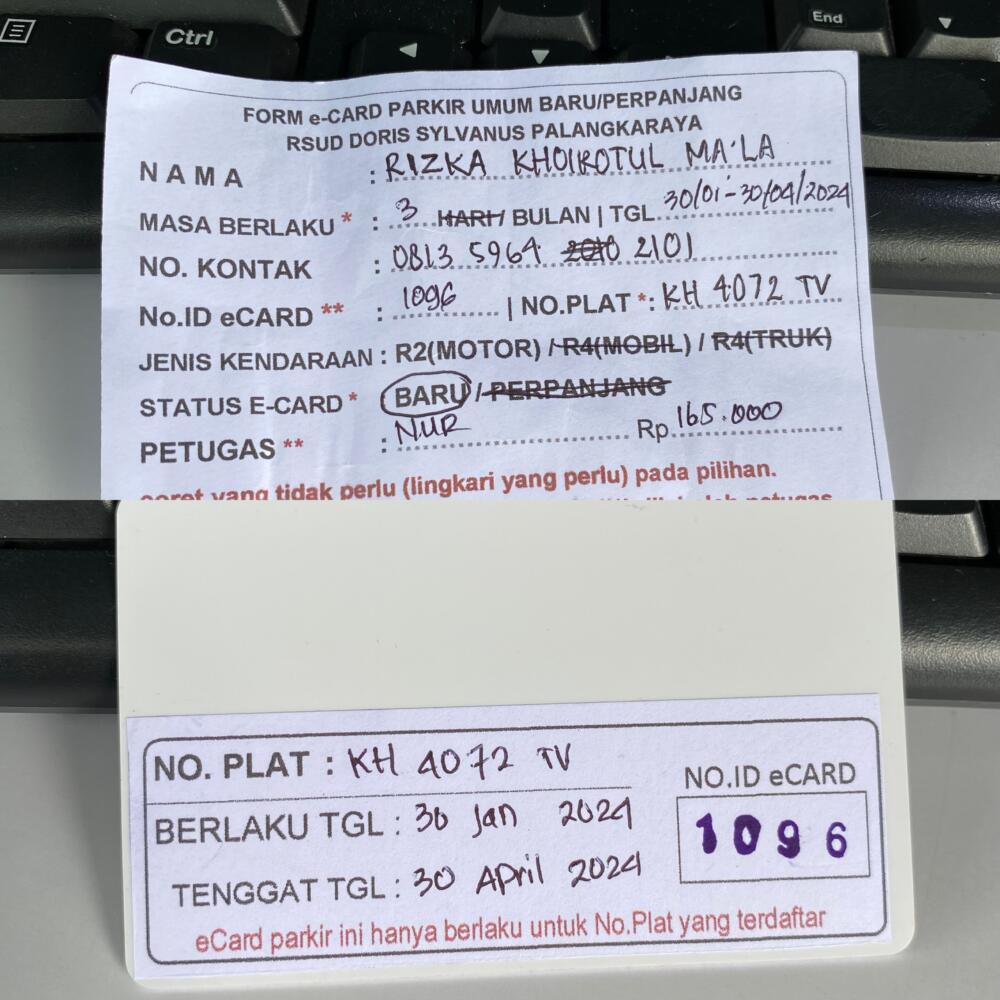 Ctrl
End
FORM e-CARD PARKIR UMUM BARU/PERPANJANG
RSUD DORIS SYLVANUS PALANGKARAYA
NAMA : RIZKA KHOIROTUL MA'LA
MASA BERLAKU * : 3 HARI/ BULAN | TGL 30/01-30/04/2024
NO. KONTAK : 0813 5964 2010 2101
No.ID eCARD ** : 1096 | NO.PLAT *: KH 4072 TV
JENIS KENDARAAN : R2(MOTOR) / R4(MOBIL) / R4(TRUK)
STATUS E-CARD * : BARU / PERPANJANG
PETUGAS ** : NUR Rp 165.000
coret yang tidak perlu (lingkari yang perlu) pada pilihan.
petugas
NO. PLAT : KH 4072 TV
NO.ID eCARD
1096
BERLAKU TGL : 30 Jan 2024
TENGGAT TGL : 30 April 2024
eCard parkir ini hanya berlaku untuk No.Plat yang terdaftar